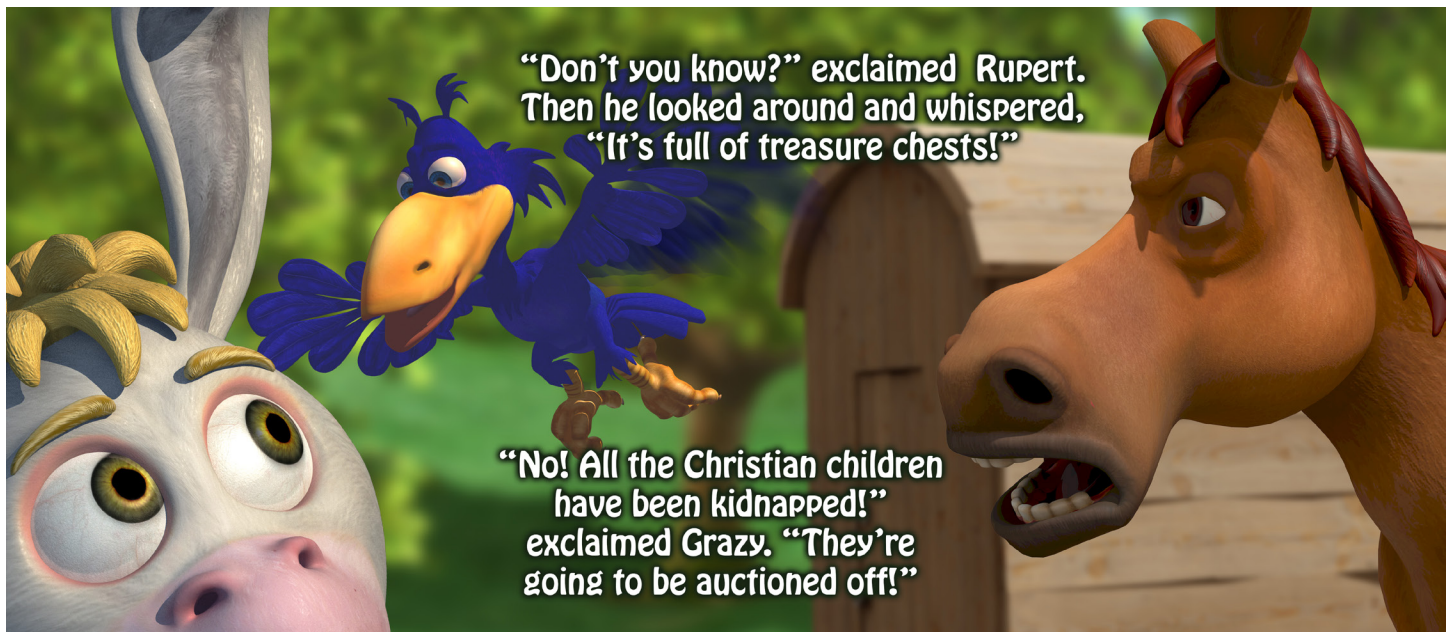 “Don’t you know?” exclaimed Rupert.
Then he looked around and whispered,
“It’s full of treasure chests!”
“No! All the Christian children
have been kidnapped!”
exclaimed Grazy. “They’re
going to be auctioned off!”